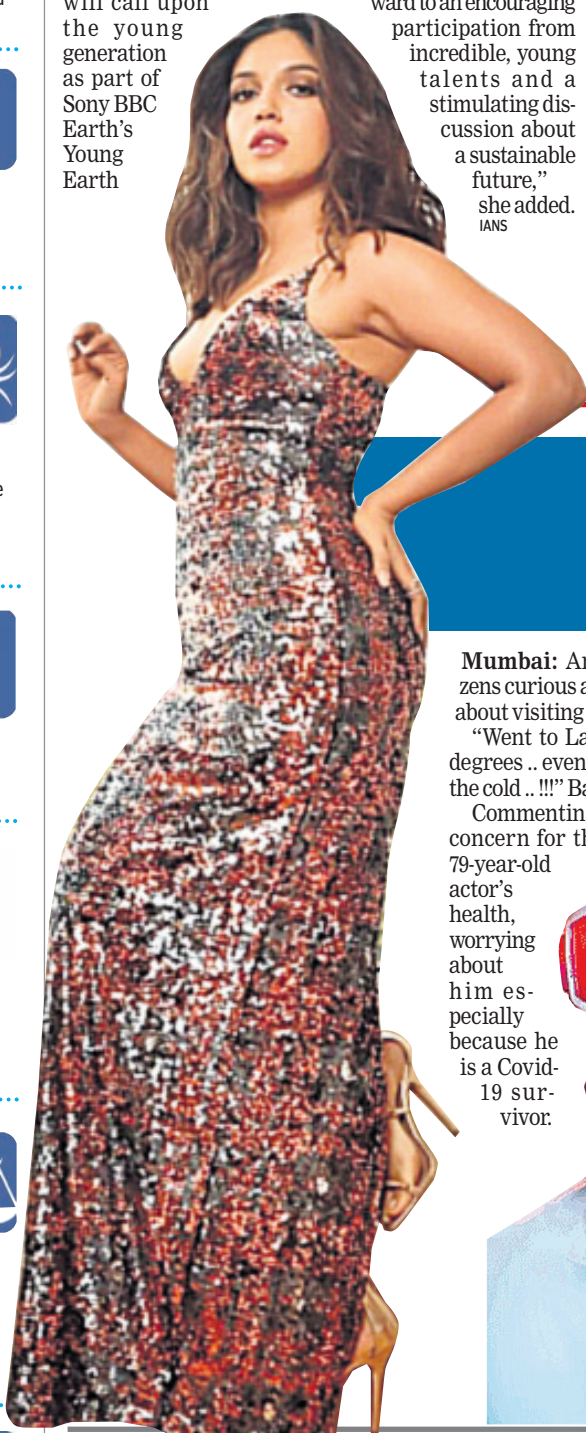 will call upon
the young
generation
as part of
Sony BBC
Earth's
Young
Earth
ward to an encouraging
participation from
incredible, young
talents and a
stimulating dis-
cussion about
a sustainable
future,"
she added.
IANS
Mumbai:
zens curious
about visiting
"Went to
degrees .. even
the cold .. !!!"
concern for
79-year-old
actor's
health,
worrying
about
him es-
pecially
because he
is a Covid-
19 sur-
vivor.